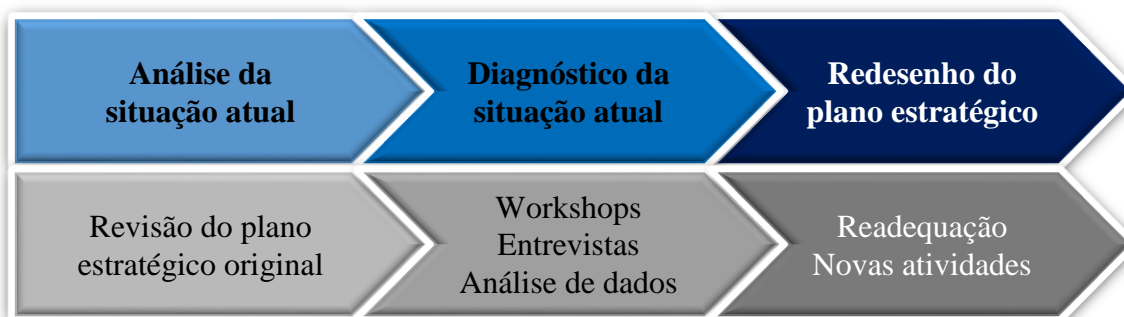 Análise da
situação atual
Diagnóstico da
situação atual
Redesenho do
plano estratégico
Revisão do plano
estratégico original
Workshops
Entrevistas
Análise de dados
Readequação
Novas atividades